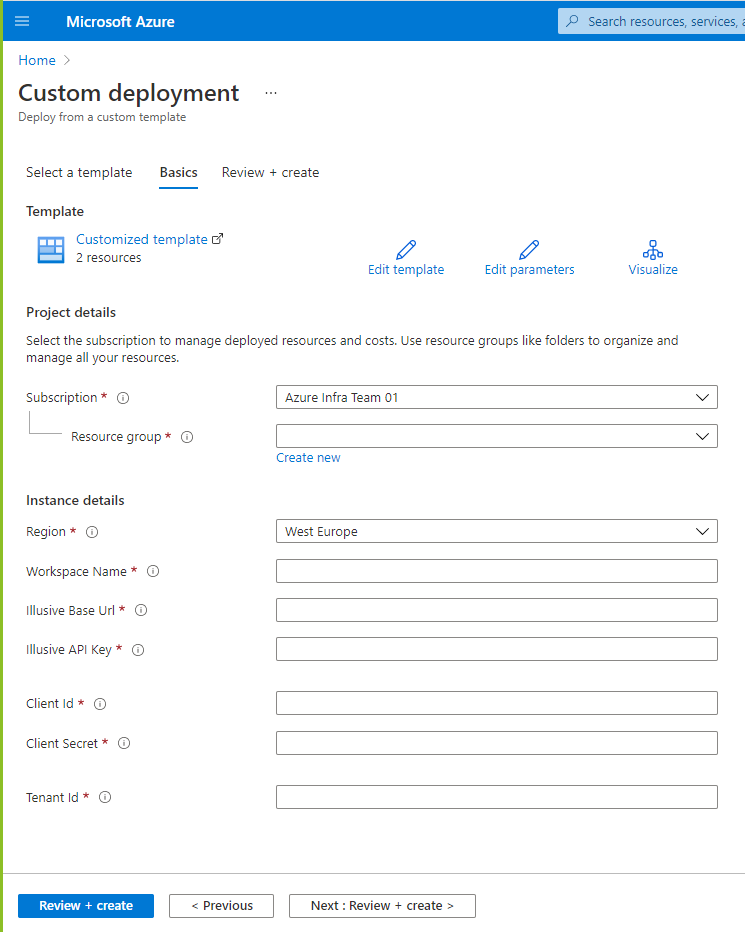 Microsoft Azure
Search resources, services,
Home
Custom deployment ...
Deploy from a custom template
Select a template Basics Review + create
Template
Customized template
2 resources
Edit template Edit parameters Visualize
Project details
Select the subscription to manage deployed resources and costs. Use resource groups like folders to organize and
manage all your resources.
Subscription * Azure Infra Team 01
Resource group *
Create new
Instance details
Region * West Europe
Workspace Name *
Illusive Base Url *
Illusive API Key *
Client Id *
Client Secret *
Tenant Id *
Review + create < Previous Next : Review + create >